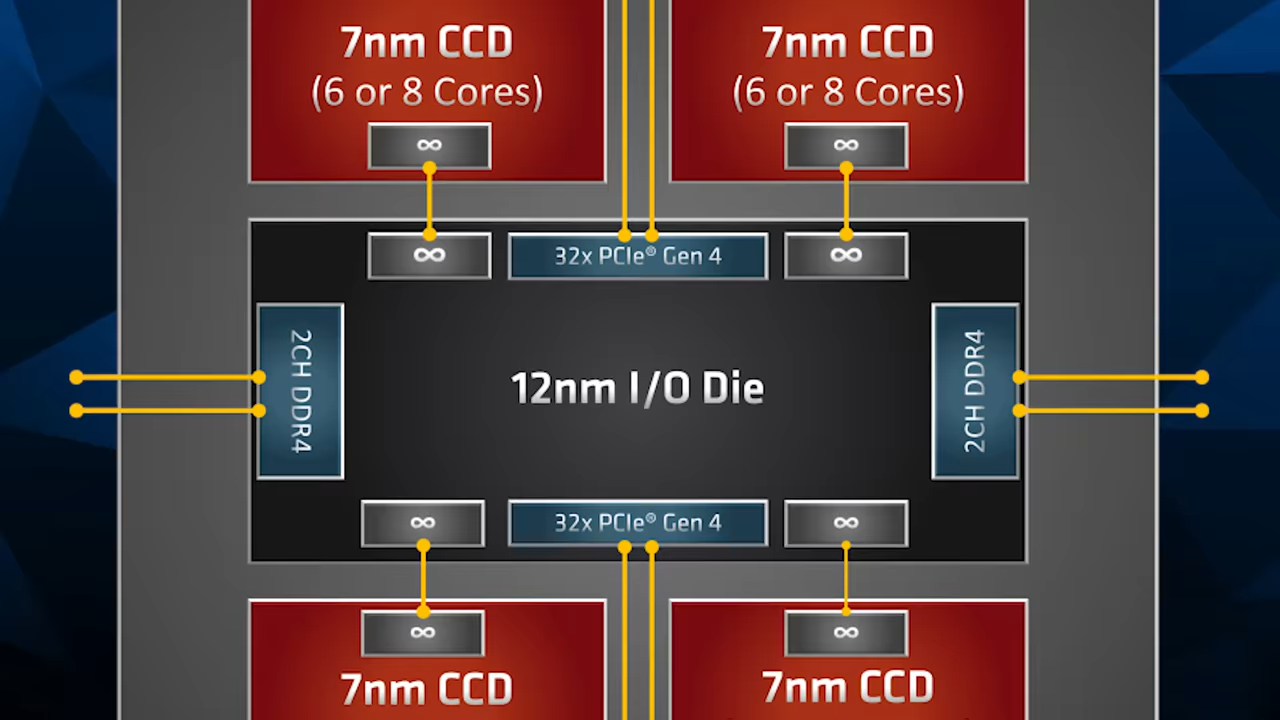 7nm CCD
(6 or 8 Cores)
7nm CCD
(6 or 8 Cores)
∞
∞
∞
32x PCIe® Gen 4
∞
2CH DDR4
12nm I/O Die
2CH DDR4
∞
32x PCIe® Gen 4
∞
∞
∞
7nm CCD
7nm CCD